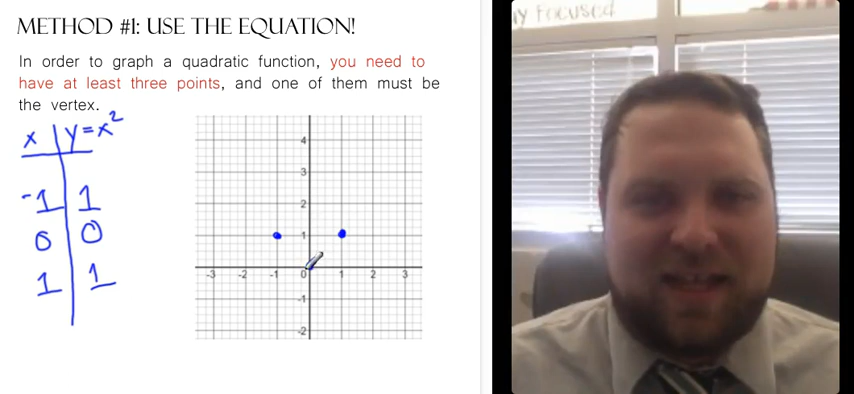 METHOD #1: USE THE EQUATION!
In order to graph a quadratic function, you need to
have at least three points, and one of them must be
the vertex.
x y=x²
-1 1
0 0
1 1
4
3
2
1
-3 -2 -1 0 1 2 3
-1
-2
y Focused